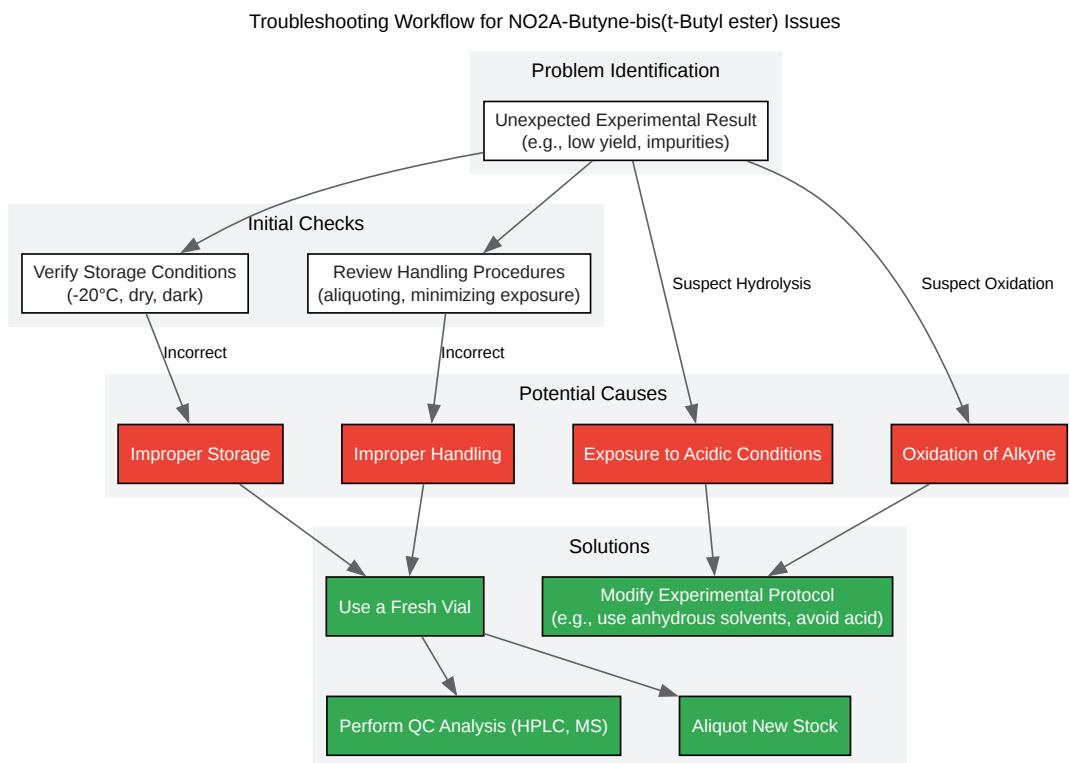 Troubleshooting Workflow for NO2A-Butyne-bis(t-Butyl ester) Issues
Problem Identification
Unexpected Experimental Result
(e.g., low yield, impurities)
Initial Checks
Verify Storage Conditions
(-20°C, dry, dark)
Review Handling Procedures
(aliquoting, minimizing exposure)
Suspect Hydrolysis
Suspect Oxidation
Incorrect
Incorrect
Potential Causes
Improper Storage
Improper Handling
Exposure to Acidic Conditions
Oxidation of Alkyne
Solutions
Use a Fresh Vial
Modify Experimental Protocol
(e.g., use anhydrous solvents, avoid acid)
Perform QC Analysis (HPLC, MS)
Aliquot New Stock